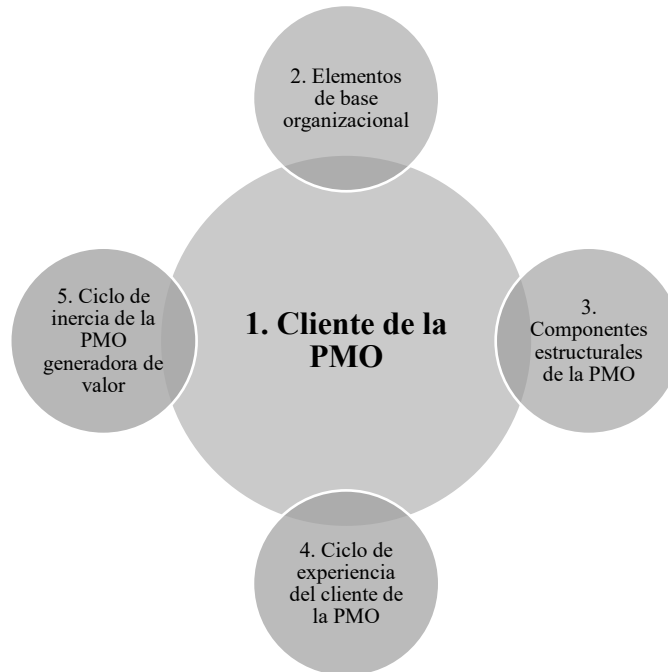 2. Elementos
de base
organizacional
5. Ciclo de
inercia de la
PMO
generadora de
valor
1. Cliente de la
PMO
3.
Componentes
estructurales
de la PMO
4. Ciclo de
experiencia
del cliente de
la PMO